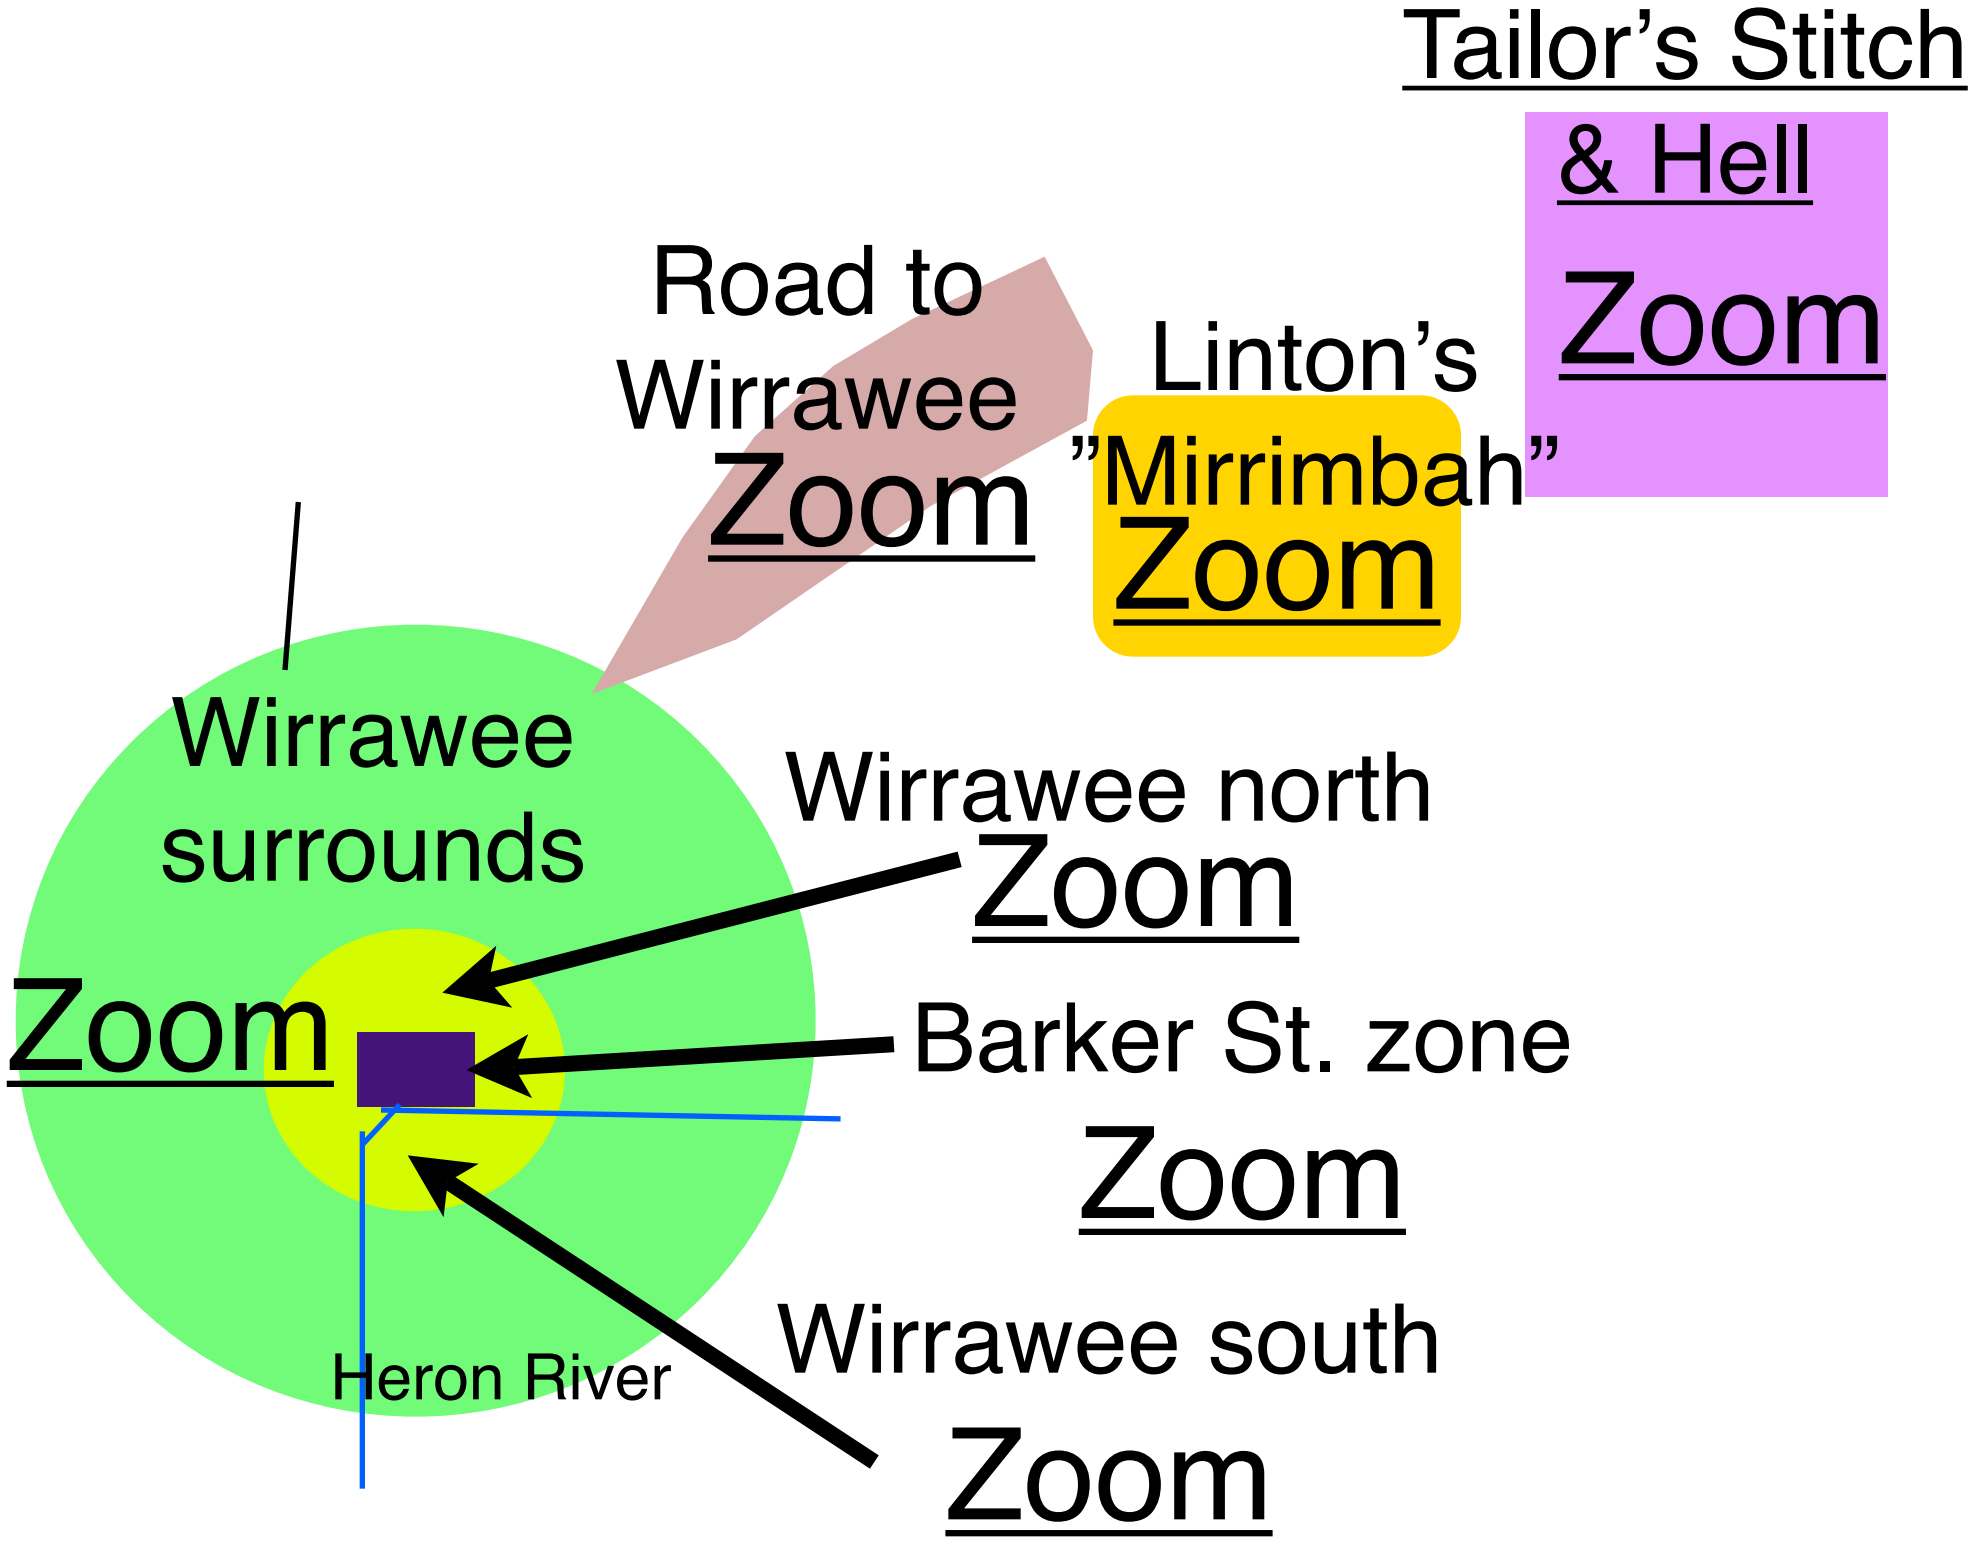 Tailor’s Stitch
& Hell
Zoom
Road to
Wirrawee
Zoom
Linton’s
”Mirrimbah”
Zoom
Wirrawee
surrounds
Zoom
Wirrawee north
Zoom
Barker St. zone
Zoom
Wirrawee south
Zoom
Heron River